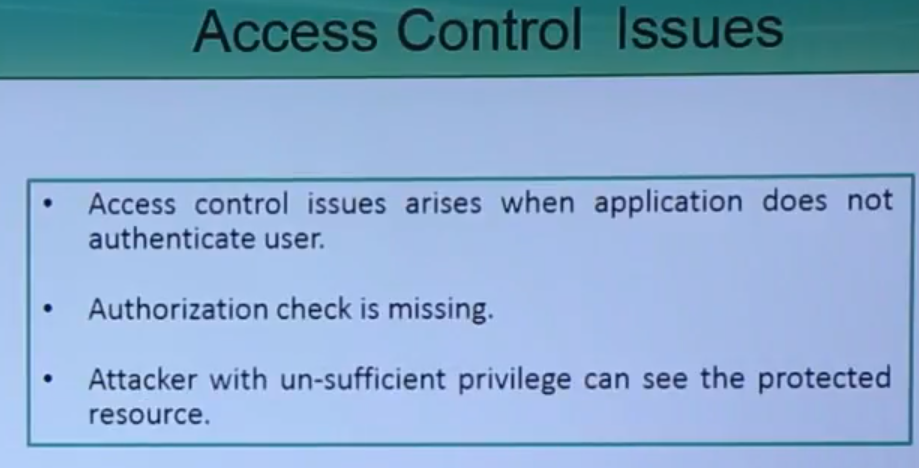 Access Control Issues
• Access control issues arises when application does not
authenticate user.
• Authorization check is missing.
• Attacker with un-sufficient privilege can see the protected
resource.